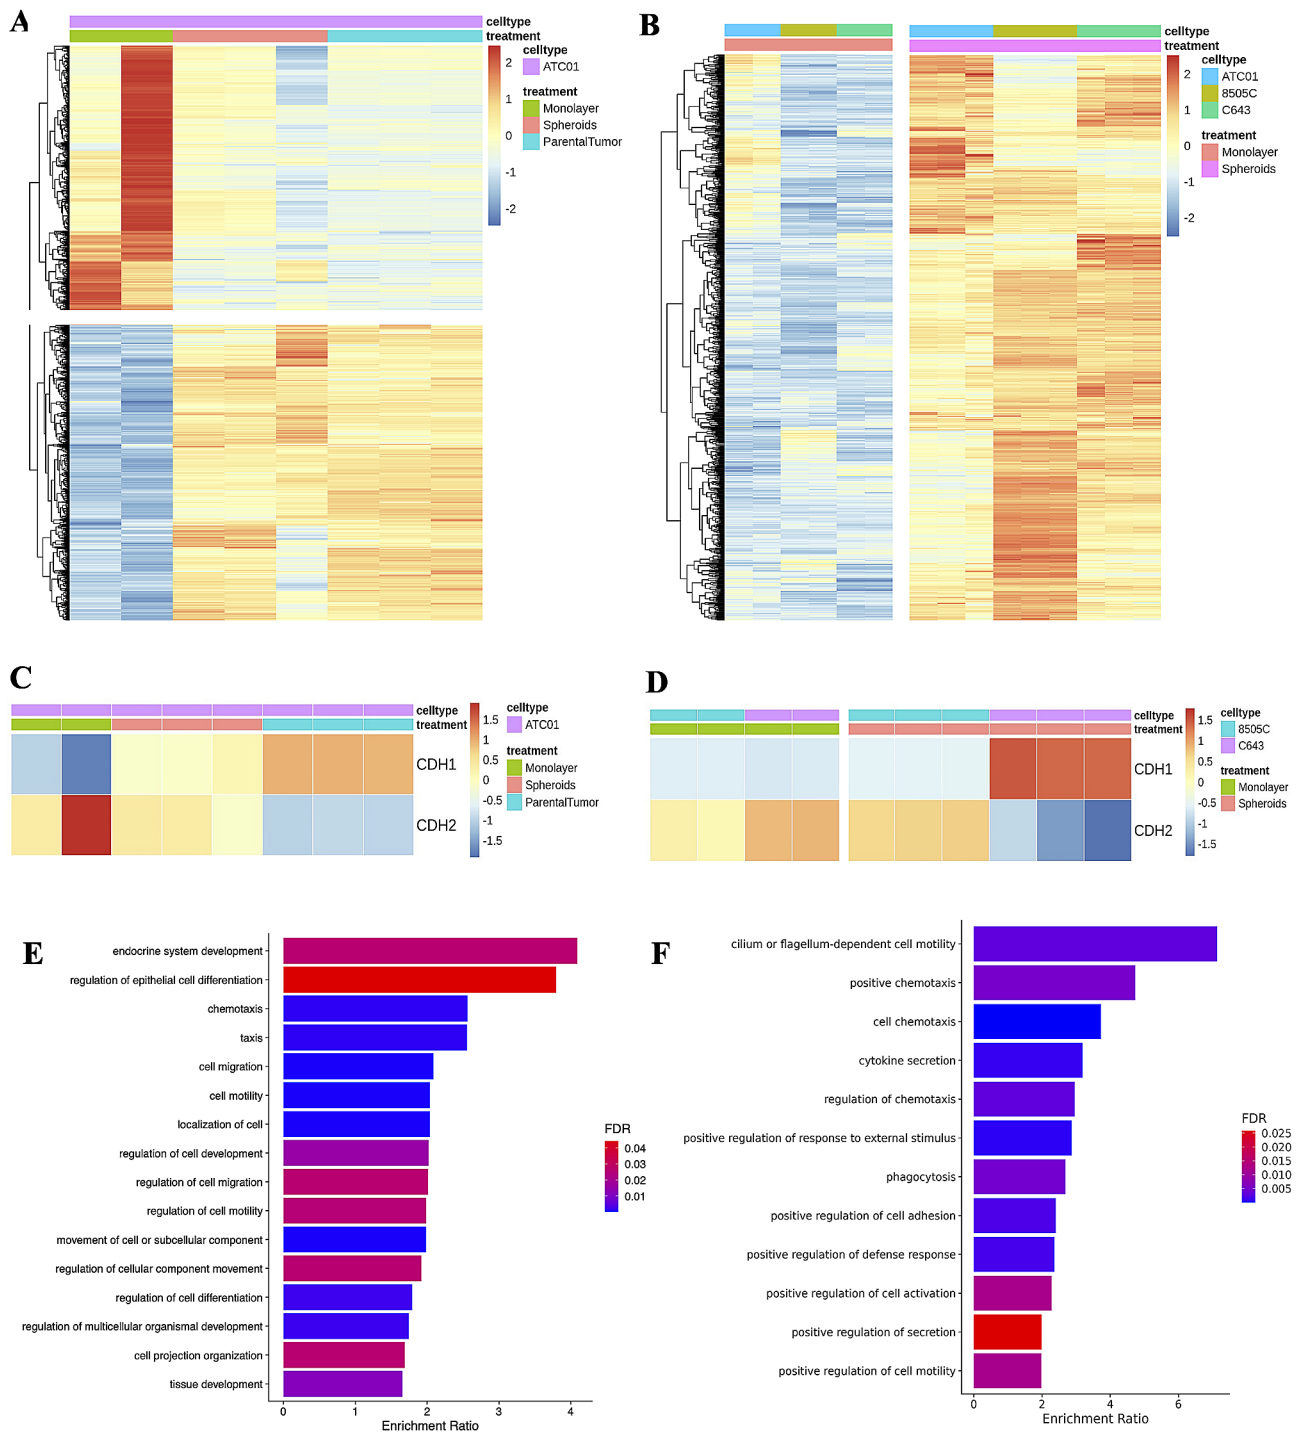 A
celltype
treatment
2
1
0
-1
-2
celltype
ATC01
treatment
Monolayer
Spheroids
ParentalTumor
B
celltype
treatment
2
1
0
-1
-2
celltype
ATC01
8505C
C643
treatment
Monolayer
Spheroids
C
celltype
treatment
CDH1
CDH2
1.5
1
0.5
0
-0.5
-1
-1.5
celltype
ATC01
treatment
Monolayer
Spheroids
ParentalTumor
D
celltype
treatment
CDH1
CDH2
1.5
1
0.5
0
-0.5
-1
-1.5
celltype
8505C
C643
treatment
Monolayer
Spheroids
E
endocrine system development
regulation of epithelial cell differentiation
chemotaxis
taxis
cell migration
cell motility
localization of cell
regulation of cell development
regulation of cell migration
regulation of cell motility
movement of cell or subcellular component
regulation of cellular component movement
regulation of cell differentiation
regulation of multicellular organismal development
cell projection organization
tissue development
0 1 2 3 4
Enrichment Ratio
FDR
0.04
0.03
0.02
0.01
F
cilium or flagellum-dependent cell motility
positive chemotaxis
cell chemotaxis
cytokine secretion
regulation of chemotaxis
positive regulation of response to external stimulus
phagocytosis
positive regulation of cell adhesion
positive regulation of defense response
positive regulation of cell activation
positive regulation of secretion
positive regulation of cell motility
0 2 4 6
Enrichment Ratio
FDR
0.025
0.020
0.015
0.010
0.005